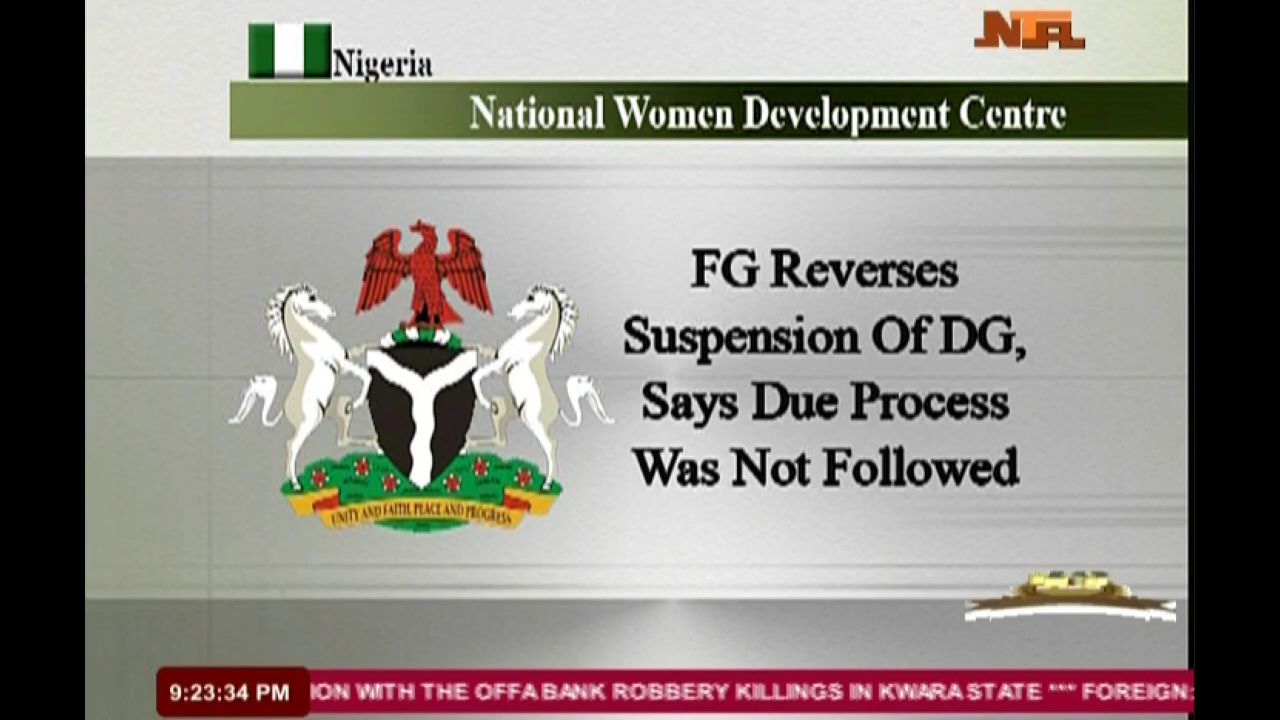 NTA
Nigeria
National Women Development Centre
FG Reverses
Suspension Of DG,
Says Due Process
Was Not Followed
UNITY AND FAITH, PEACE AND PROGRESS
9:23:34 PM
ION WITH THE OFFA BANK ROBBERY KILLINGS IN KWARA STATE *** FOREIGN: